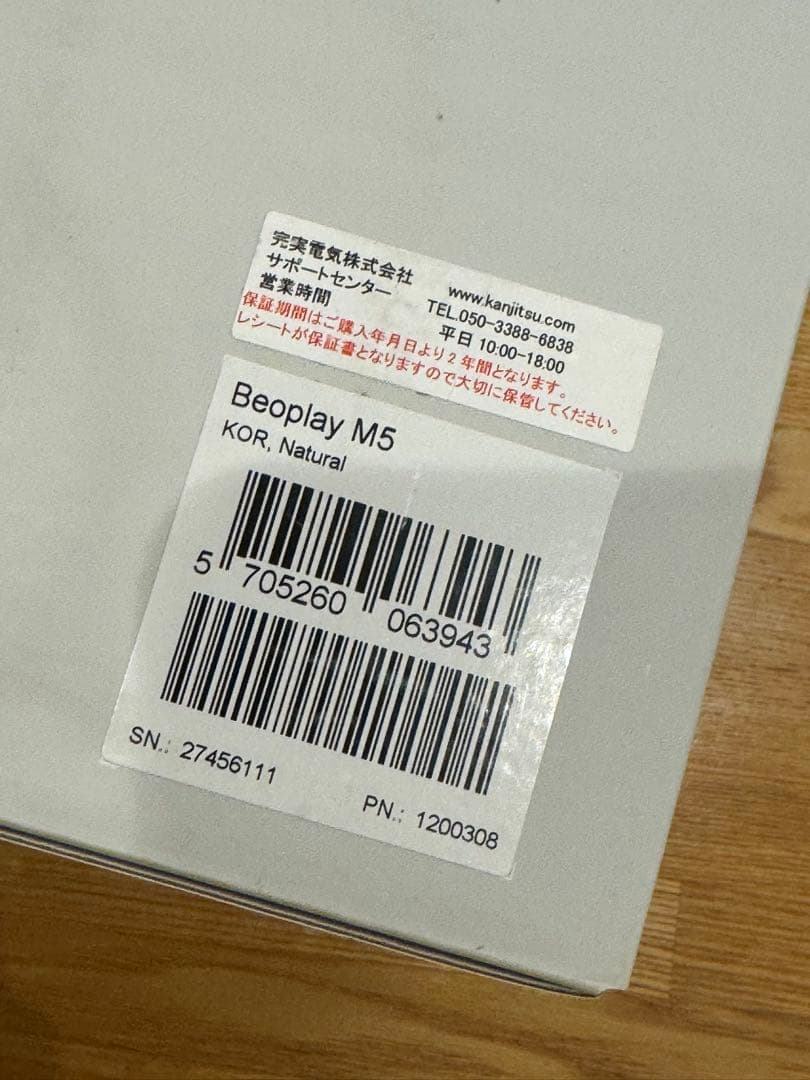 完実電気株式会社
サポートセンター www.kanjitsu.com
営業時間 TEL.050-3388-6838
平日 10:00-18:00
保証期間はご購入年月日より2年間となります。
レシートが保証書となりますので大切に保管してください。
Beoplay M5
KOR, Natural
5 705260 063943
SN.: 27456111
PN.: 1200308